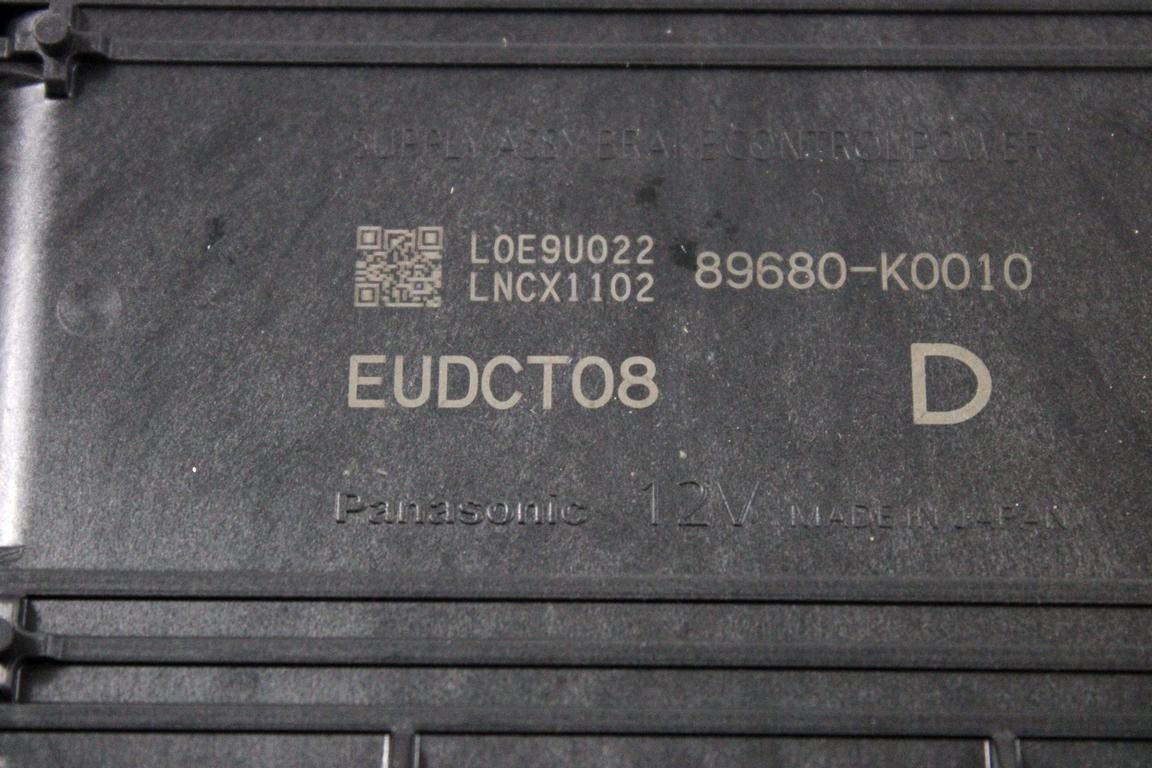 SUPPLY ASSY BRAKE CONTROL POWER
L0E9U022
LNCX1102
89680-K0010
EUDCT08
D
Panasonic 12V MADE IN JAPAN